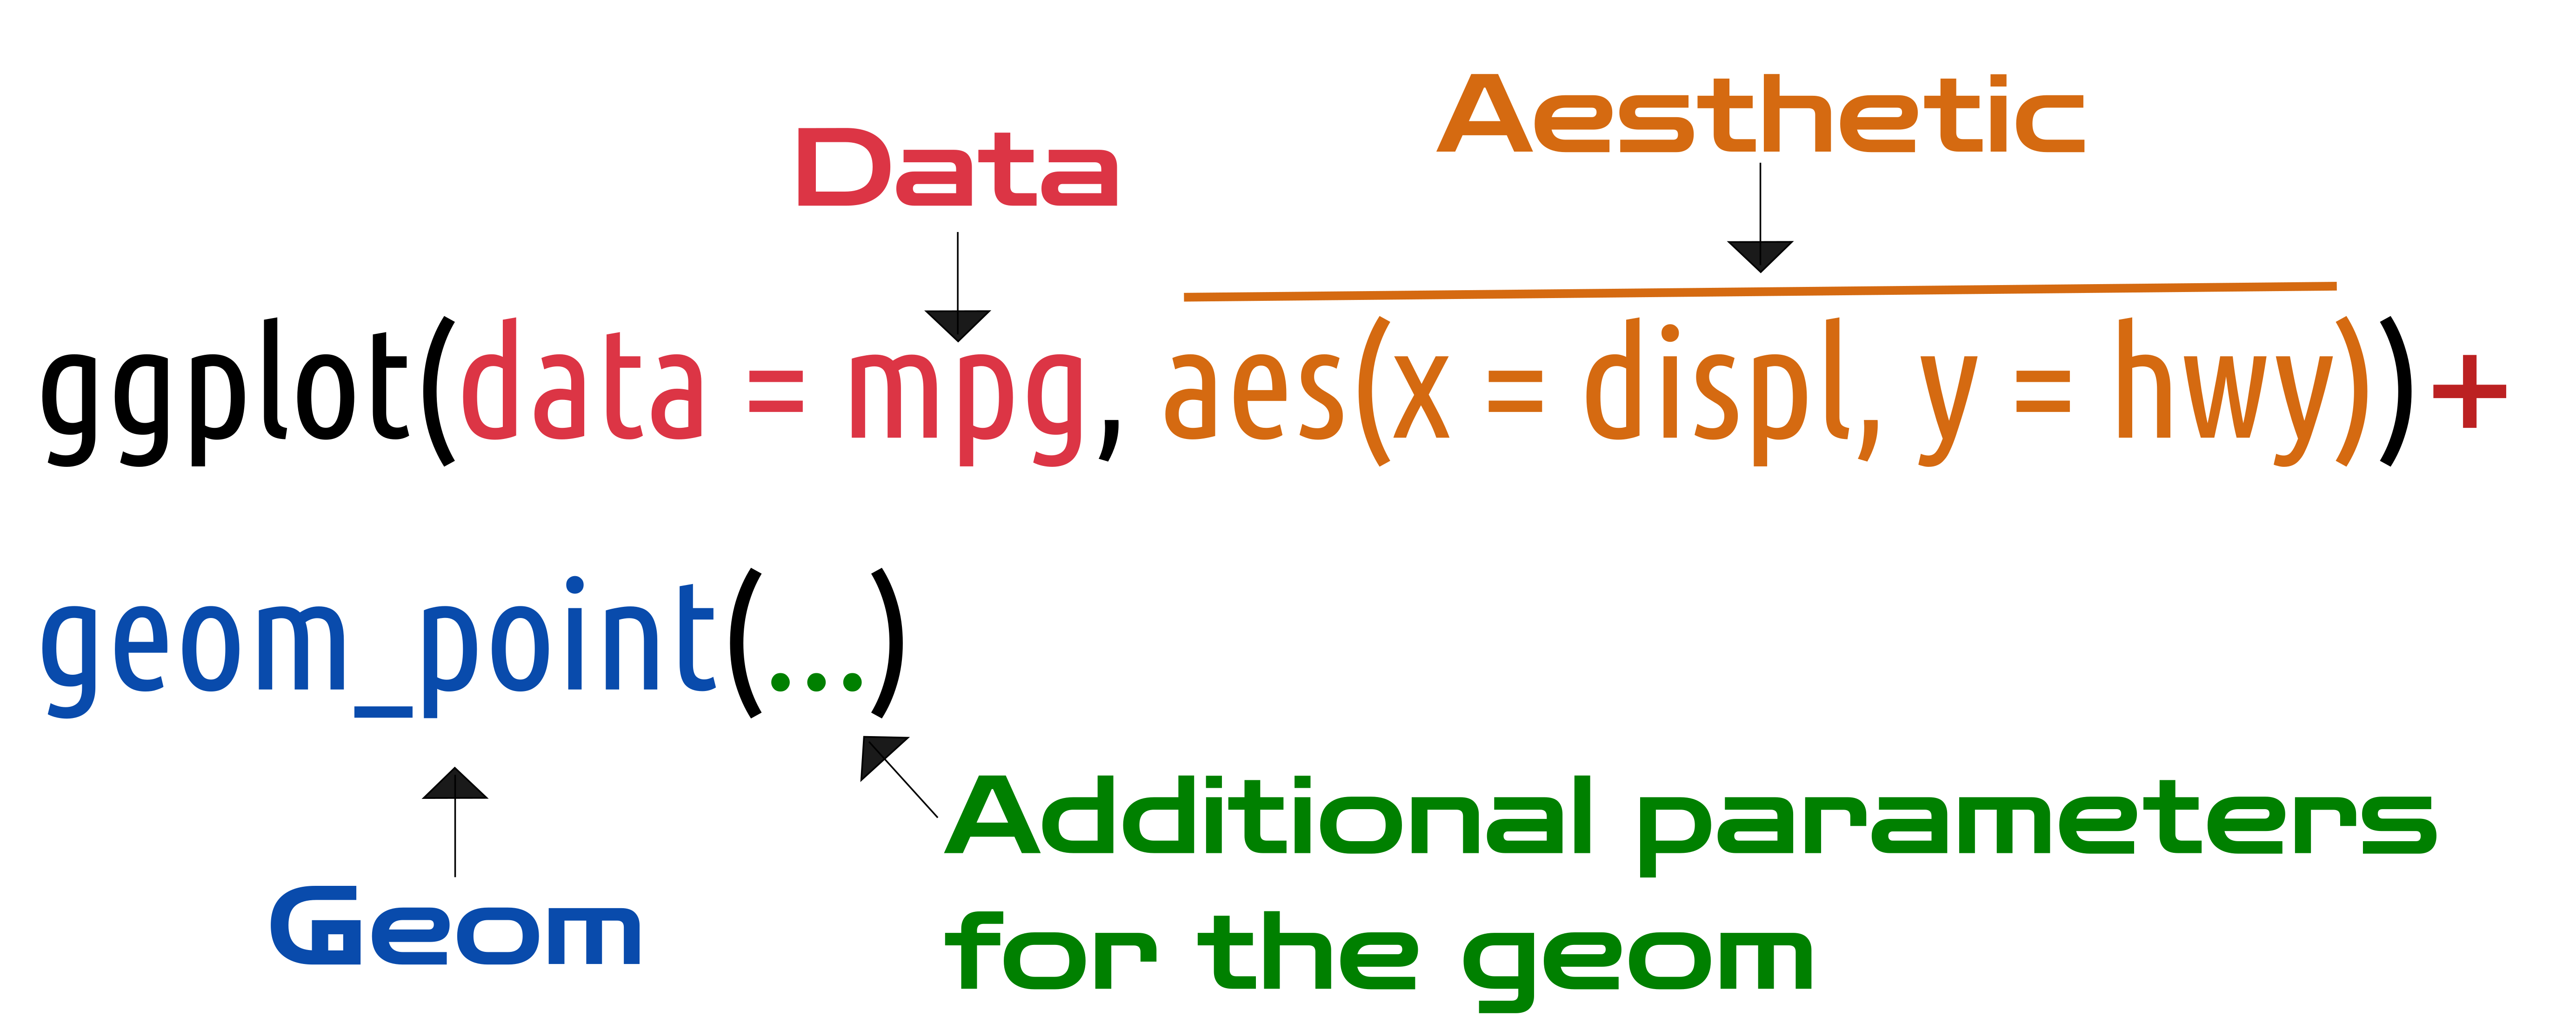 Aesthetic
Data
ggplot(data = mpg, aes(x = displ, y = hwy))+
geom_point(...)
Additional parameters
for the geom
Geom